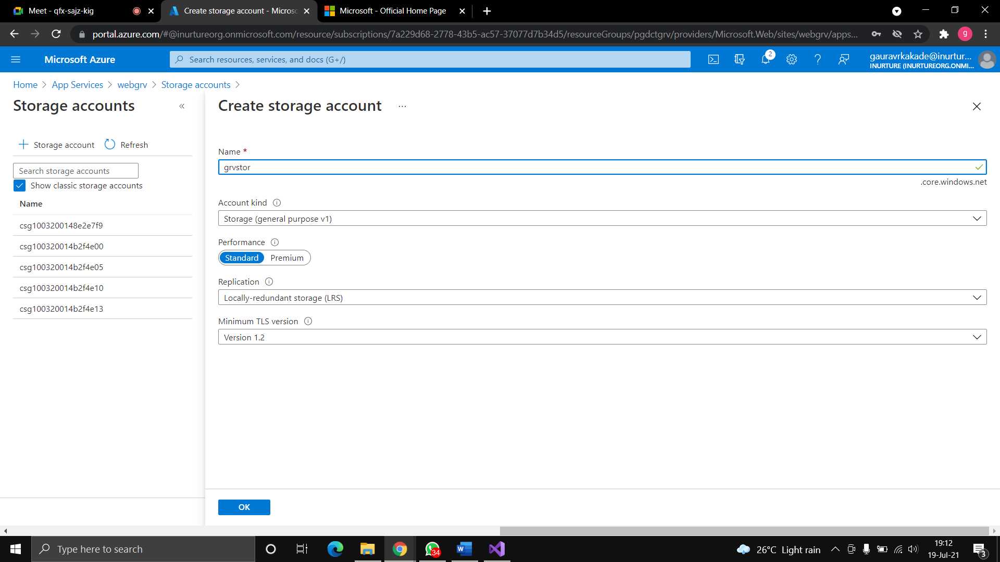 Meet - qfx-sajz-kig
Create storage account - Micros
Microsoft - Official Home Page
portal.azure.com/#@inurtureorg.onmicrosoft.com/resource/subscriptions/7a229d68-2778-43b5-ac57-37077d7b34d5/resourceGroups/pgdctgrv/providers/Microsoft.Web/sites/webgrv/apps...
g
Microsoft Azure
Search resources, services, and docs (G+/)
2
gauravrkakade@inurtur...
INURTURE (INURTUREORG.ONMI...
Home > App Services > webgrv > Storage accounts >
Storage accounts
«
Storage account
Refresh
Search storage accounts
Show classic storage accounts
Name
csg1003200148e2e7f9
csg100320014b2f4e00
csg100320014b2f4e05
csg100320014b2f4e10
csg100320014b2f4e13
Create storage account
...
Name *
grvstor
.core.windows.net
Account kind
Storage (general purpose v1)
Performance
Standard
Premium
Replication
Locally-redundant storage (LRS)
Minimum TLS version
Version 1.2
OK
Type here to search
34
26°C Light rain
19:12
19-Jul-21
3